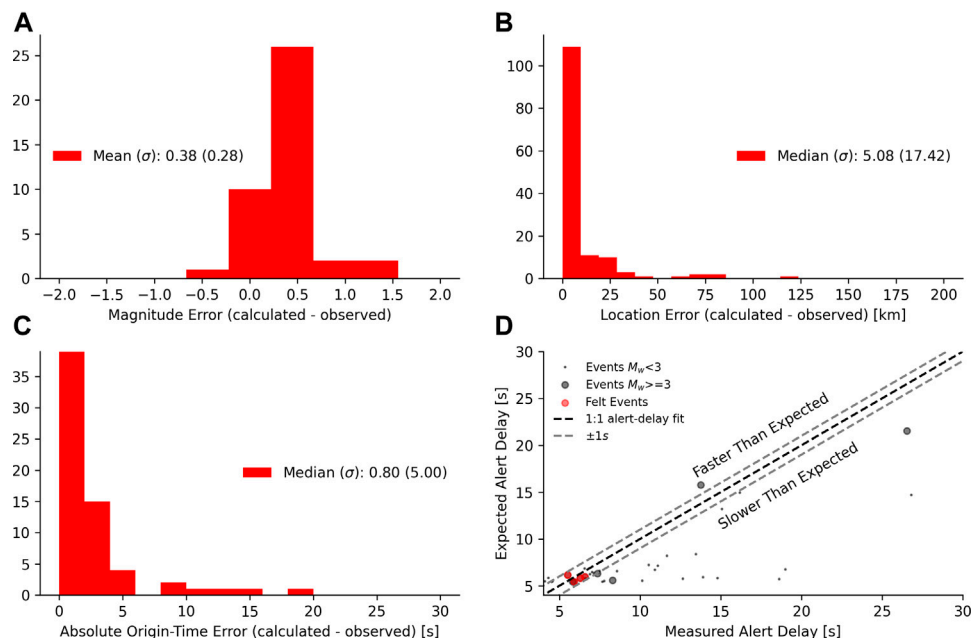 A
25
20
15
10
5
0
Mean (σ): 0.38 (0.28)
−2.0 −1.5 −1.0 −0.5 0.0 0.5 1.0 1.5 2.0
Magnitude Error (calculated - observed)
B
100
80
60
40
20
0
Median (σ): 5.08 (17.42)
0 25 50 75 100 125 150 175 200
Location Error (calculated - observed) [km]
C
35
30
25
20
15
10
5
0
Median (σ): 0.80 (5.00)
0 5 10 15 20 25 30
Absolute Origin-Time Error (calculated - observed) [s]
D
Expected Alert Delay [s]
30
25
20
15
10
5
Events Mw<3
Events Mw>=3
Felt Events
1:1 alert-delay fit
±1s
Faster Than Expected
Slower Than Expected
5 10 15 20 25 30
Measured Alert Delay [s]